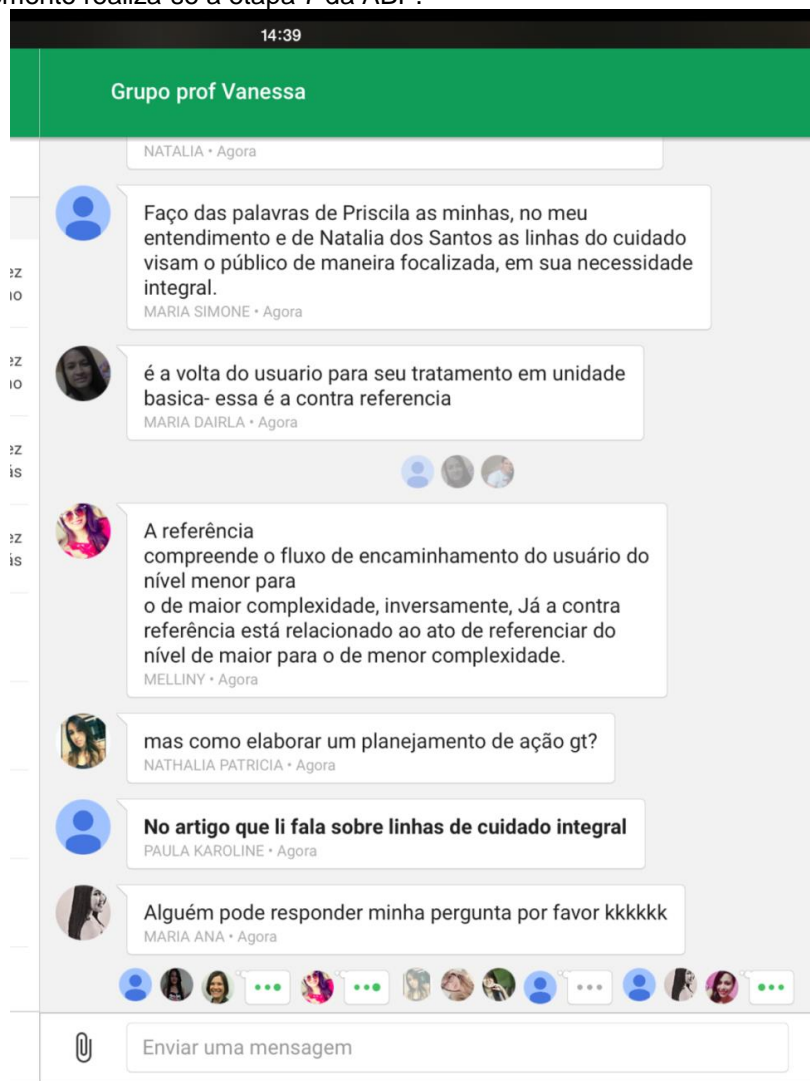 realiza-se a etapa 7 da ABP.
14:39
Grupo prof Vanessa
NATALIA • Agora
Faço das palavras de Priscila as minhas, no meu
entendimento e de Natalia dos Santos as linhas do cuidado
visam o público de maneira focalizada, em sua necessidade
integral.
MARIA SIMONE • Agora
é a volta do usuario para seu tratamento em unidade
basica- essa é a contra referencia
MARIA DAIRLA • Agora
A referência
compreende o fluxo de encaminhamento do usuário do
nível menor para
o de maior complexidade, inversamente, Já a contra
referência está relacionado ao ato de referenciar do
nível de maior para o de menor complexidade.
MELLINY • Agora
mas como elaborar um planejamento de ação gt?
NATHALIA PATRICIA • Agora
No artigo que li fala sobre linhas de cuidado integral
PAULA KAROLINE • Agora
Alguém pode responder minha pergunta por favor kkkkkk
MARIA ANA • Agora
Enviar uma mensagem